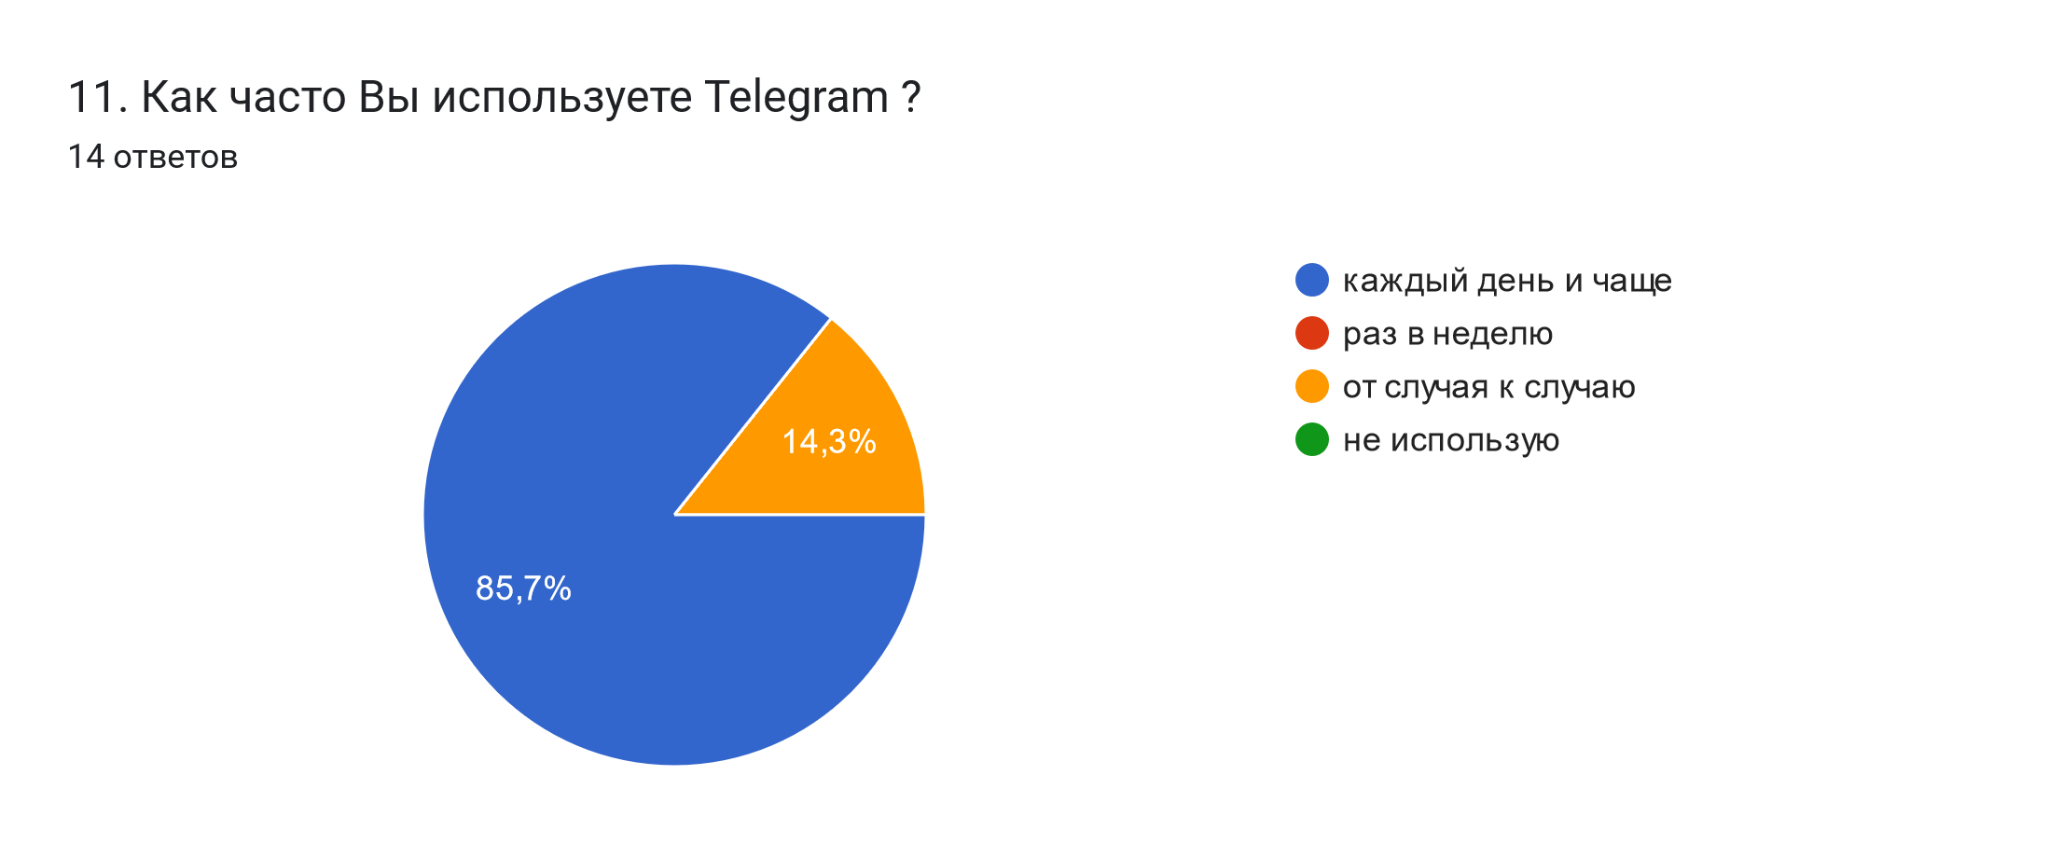 11. Как часто Вы используете Telegram ?
14 ответов
каждый день и чаще
раз в неделю
от случая к случаю
не использую
14,3%
85,7%